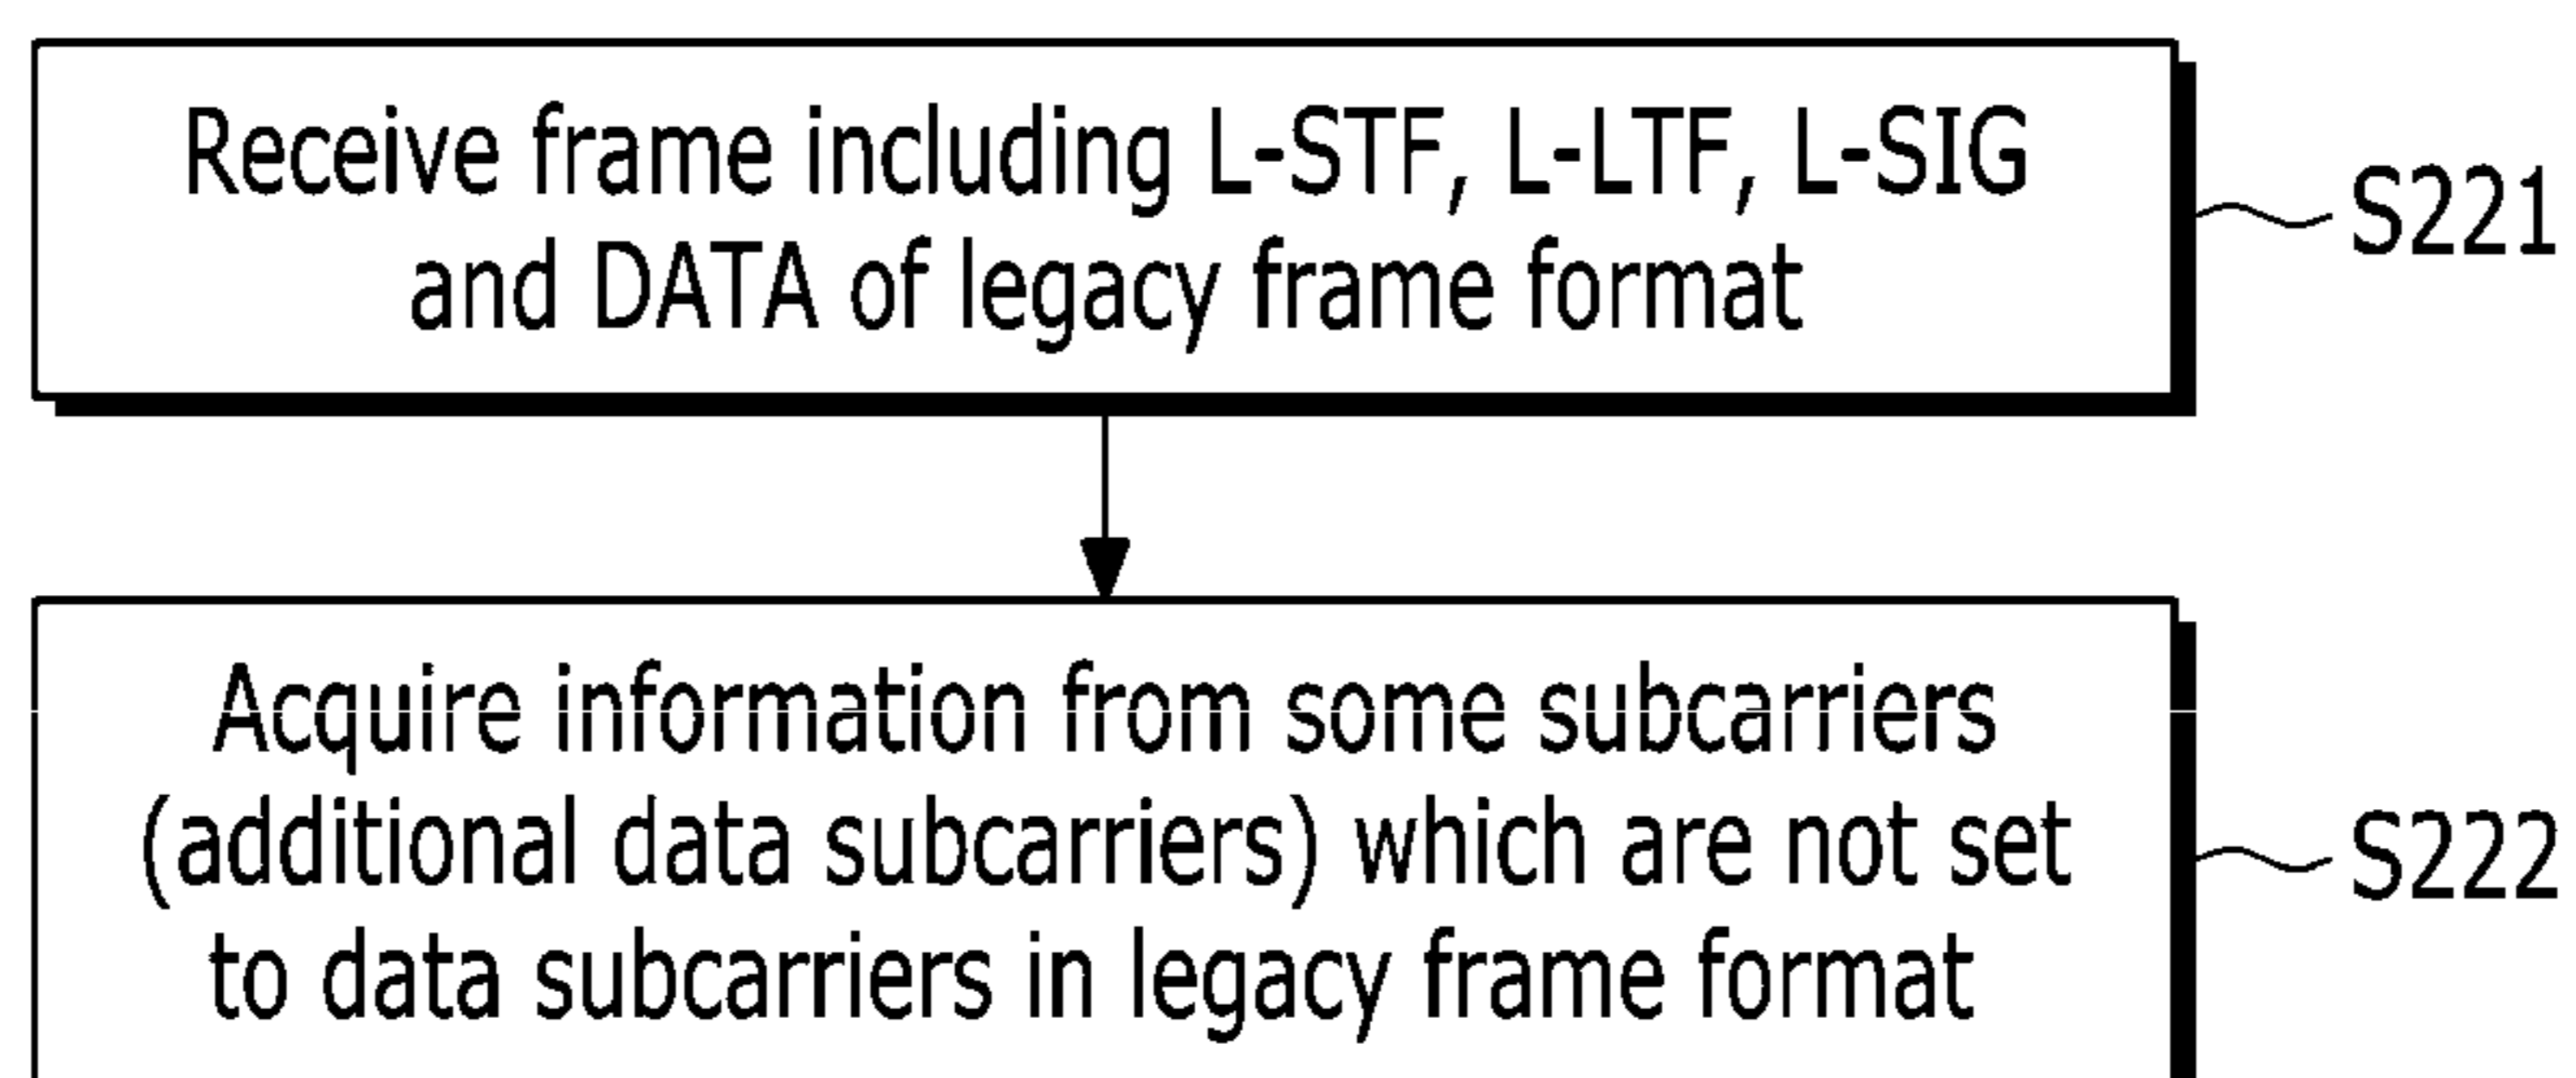 Receive frame including L-STF, L-LTF, L-SIG
and DATA of legacy frame format
S221
Acquire information from some subcarriers
(additional data subcarriers) which are not set
to data subcarriers in legacy frame format
S222